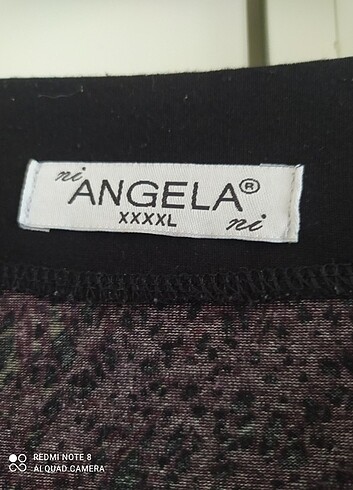 ni ANGELA®
XXXXL
ni
REDMI NOTE 8
AI QUAD CAMERA